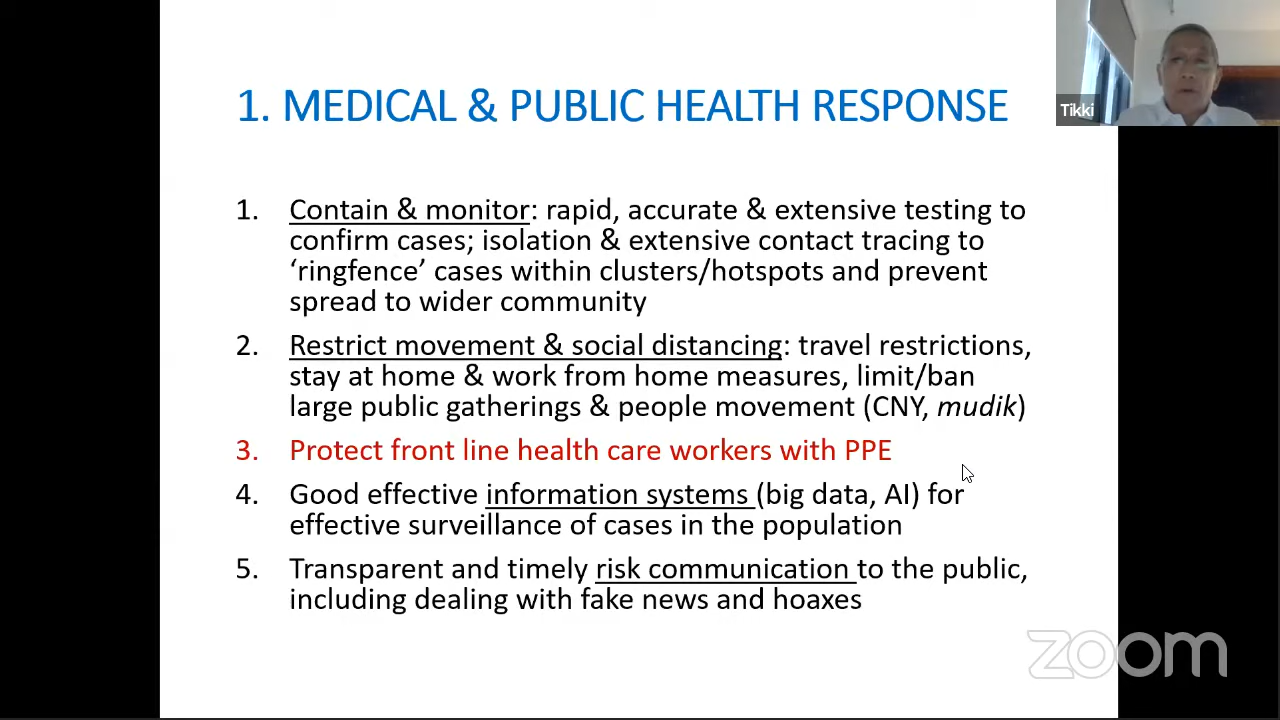 1. MEDICAL & PUBLIC HEALTH RESPONSE
Tikki
1. Contain & monitor: rapid, accurate & extensive testing to
confirm cases; isolation & extensive contact tracing to
‘ringfence’ cases within clusters/hotspots and prevent
spread to wider community
2. Restrict movement & social distancing: travel restrictions,
stay at home & work from home measures, limit/ban
large public gatherings & people movement (CNY, mudik)
3. Protect front line health care workers with PPE
4. Good effective information systems (big data, AI) for
effective surveillance of cases in the population
5. Transparent and timely risk communication to the public,
including dealing with fake news and hoaxes
zoom